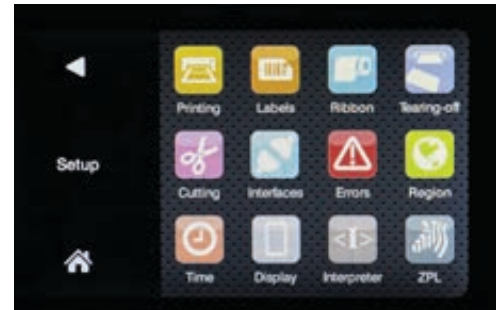 Printing Labels Ribbon Tearing-off
Setup
Cutting Interfaces Errors Region
<I>
Time Display Interpreter ZPL